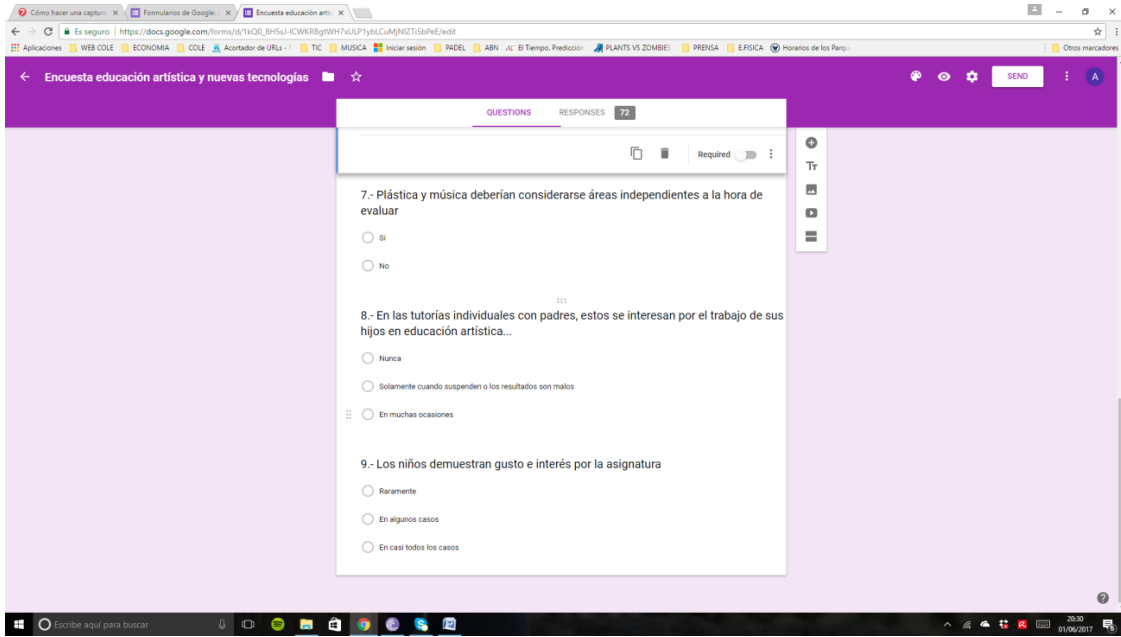 Cómo hacer una captura
Formularios de Google
Encuesta educación artí
Es seguro | https://docs.google.com/forms/d/1kQ0_8H5sJ-ICWKRBgtWH7xULP1ybLCuMjNIZTi5bPeE/edit
Aplicaciones WEB COLE ECONOMIA COLE Acortador de URLs - TIC MUSICA Iniciar sesión PADEL ABN El Tiempo. Predicción PLANTS VS ZOMBIES PRENSA E.FISICA Horarios de los Parqu Otros marcadores
Encuesta educación artística y nuevas tecnologías
SEND
A
QUESTIONS RESPONSES 72
Required
Tт
7.- Plástica y música deberían considerarse áreas independientes a la hora de
evaluar
Si
No
8.- En las tutorías individuales con padres, estos se interesan por el trabajo de sus
hijos en educación artística...
Nunca
Solamente cuando suspenden o los resultados son malos
En muchas ocasiones
9.- Los niños demuestran gusto e interés por la asignatura
Raramente
En algunos casos
En casi todos los casos
Escribe aquí para buscar
20:30
01/06/2017